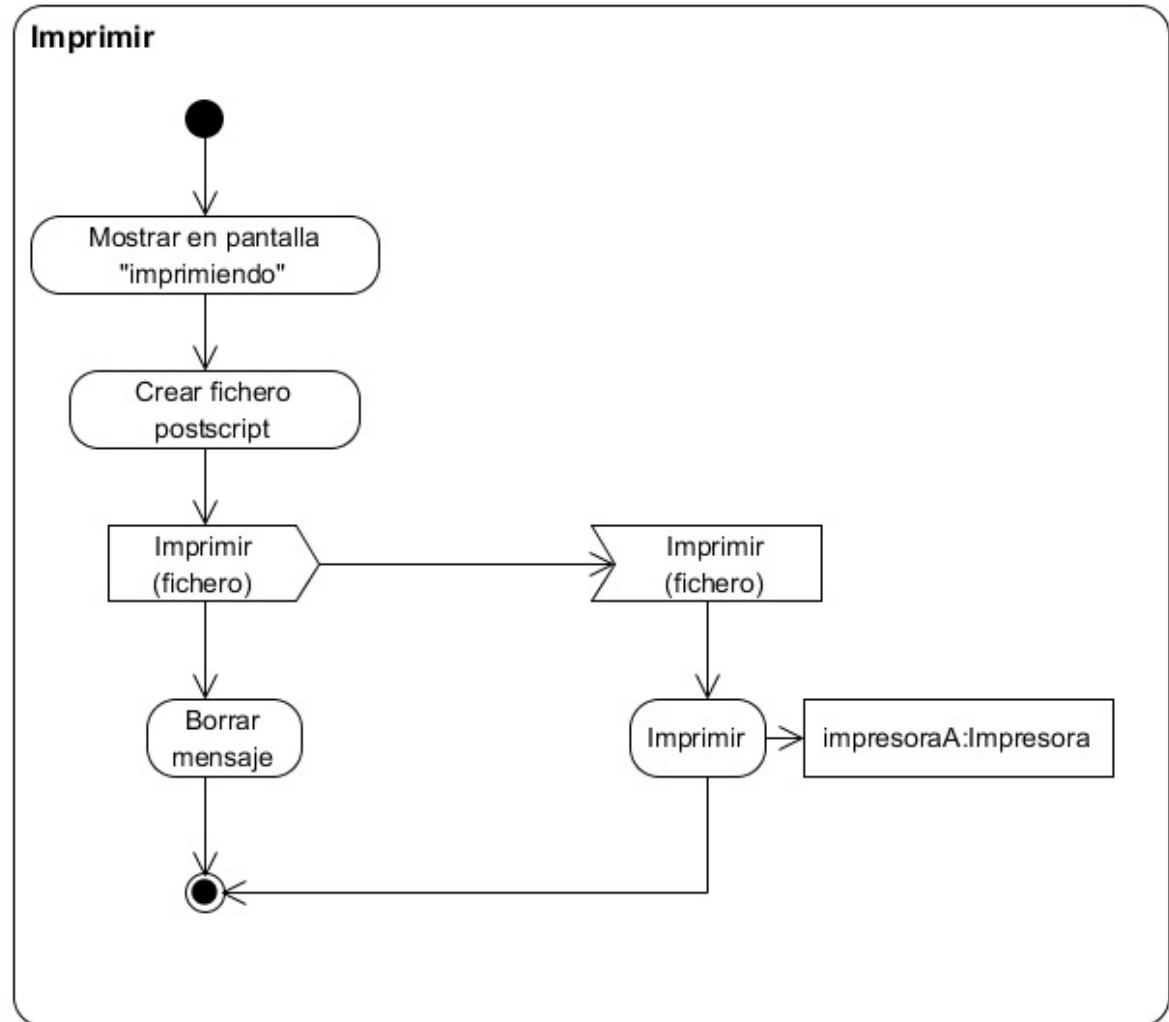 Imprimir
Mostrar en pantalla
"imprimiendo"
Crear fichero
postscript
Imprimir
(fichero)
Imprimir
(fichero)
Borrar
mensaje
Imprimir
impresoraA:Impresora